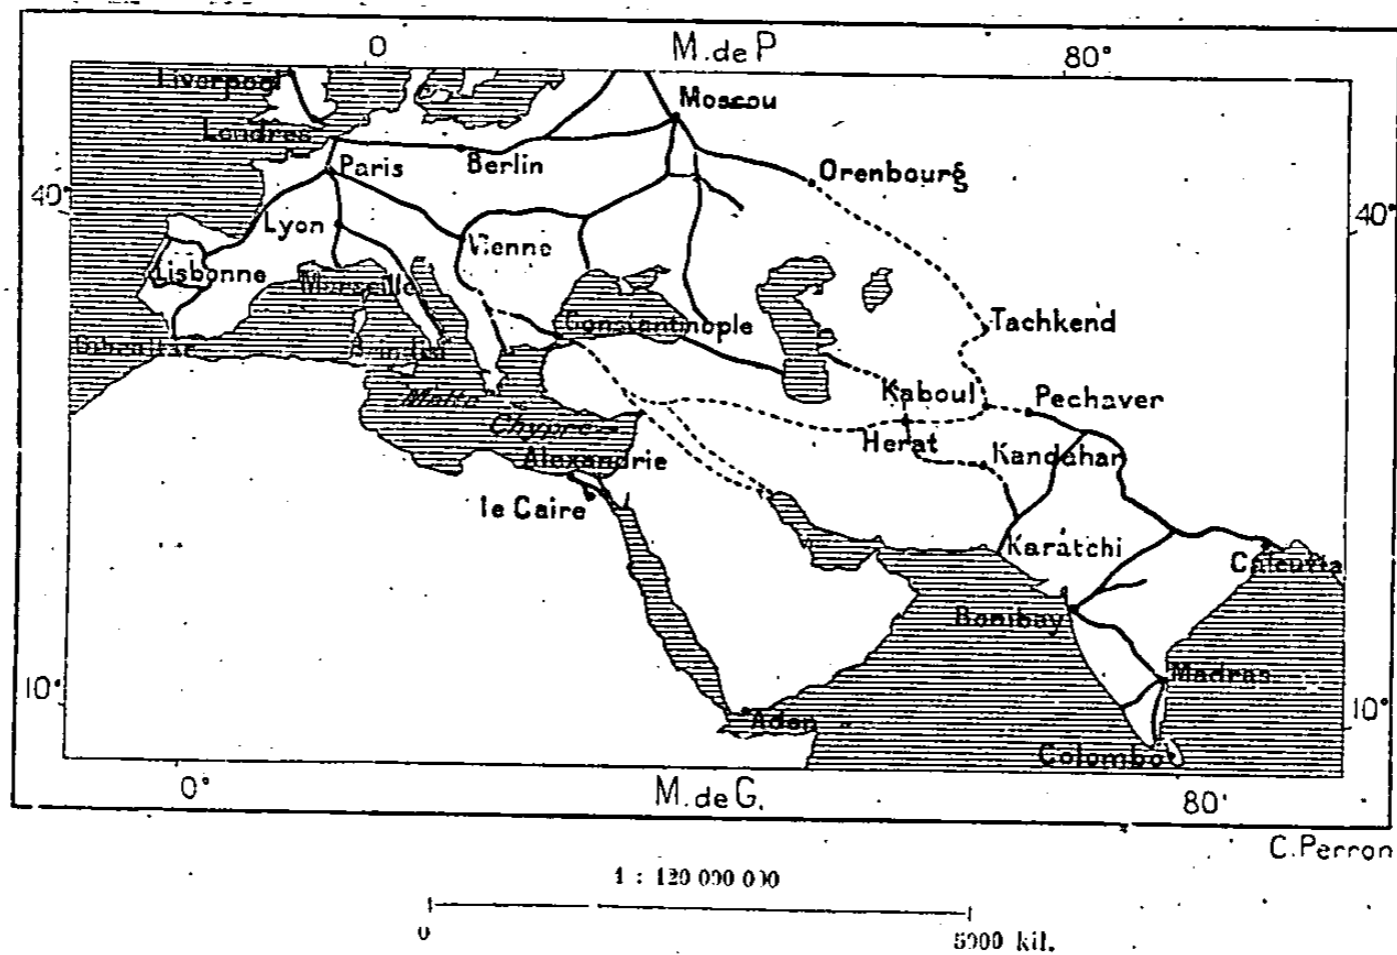 0 M. de P 80°
Liverpool
Moscou
Londres
Paris
Berlin
Orenbourg
40°
40°
Lyon
Vienne
Lisbonne
Marseille
Constantinople
Tachkend
Gibraltar
Brindisi
Malte
Kaboul
Pechaver
Chypre
Herat
Kandahar
Alexandrie
le Caire
Karatchi
Calcutta
Bombay
10°
Madras
10°
Aden
Colombo
0° M. de G. 80°
C. Perron
1 : 120 000 000
0 5000 kil.